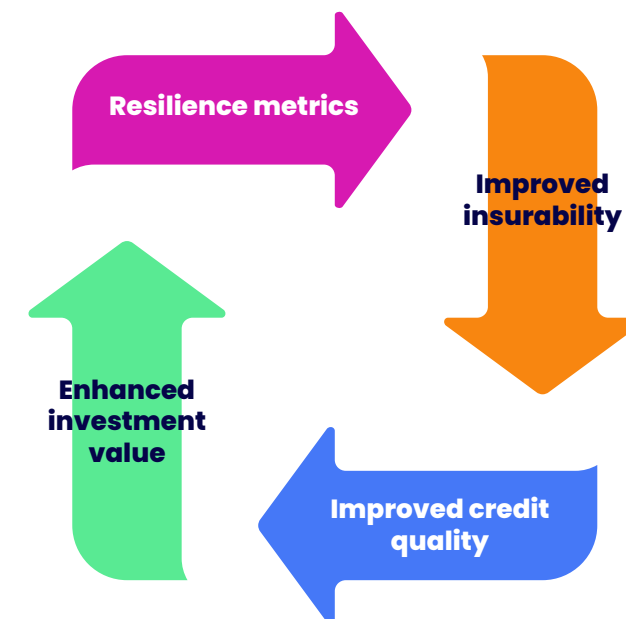 Resilience metrics
Improved
insurability
Improved credit
quality
Enhanced
investment
value